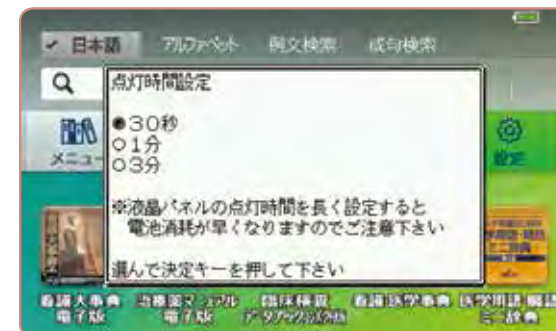 ✔ 日本語 アルファベット 例文検索 成句検索
点灯時間設定
●30秒
○1分
○3分
※液晶パネルの点灯時間を長く設定すると
電池消耗が早くなりますのでご注意下さい
選んで決定キーを押して下さい
メニュー
設定
看護大事典 治療薬マニュアル 臨床検査 看護医学事典 医学用語・略語
電子版 電子版 データブック ミニ辞典